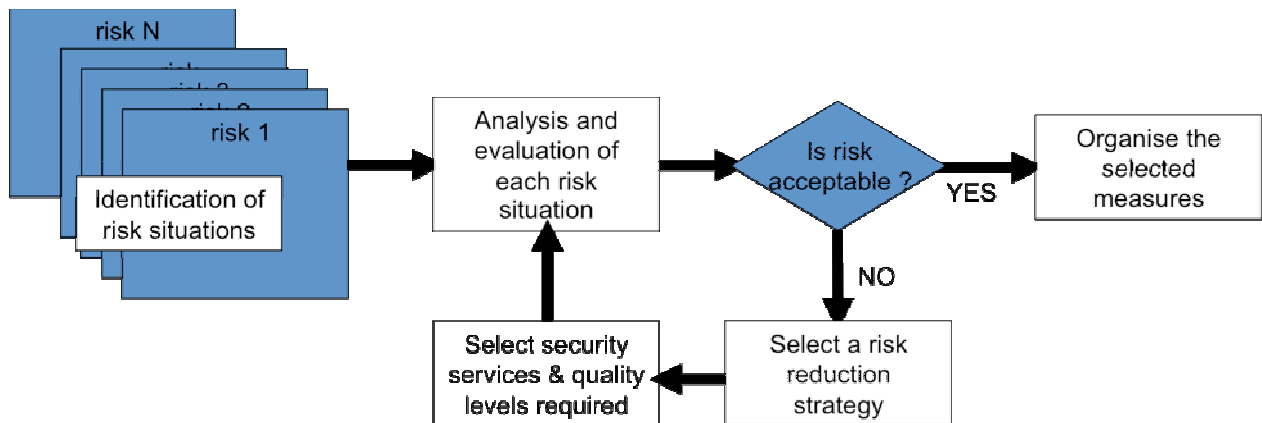 risk N
risk 1
Identification of
risk situations
Analysis and
evaluation of
each risk
situation
Is risk
acceptable ?
YES
Organise the
selected
measures
NO
Select a risk
reduction
strategy
Select security
services & quality
levels required